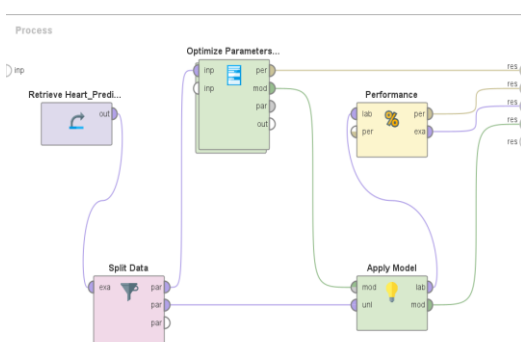 Process
inp
Optimize Parameters...
inp
per
inp
mod
par
out
res
res
res
res
res
Retrieve Heart_Predi...
out
Performance
%
lab
per
per
exa
Split Data
exa
par
par
par
Apply Model
mod
lab
unl
mod